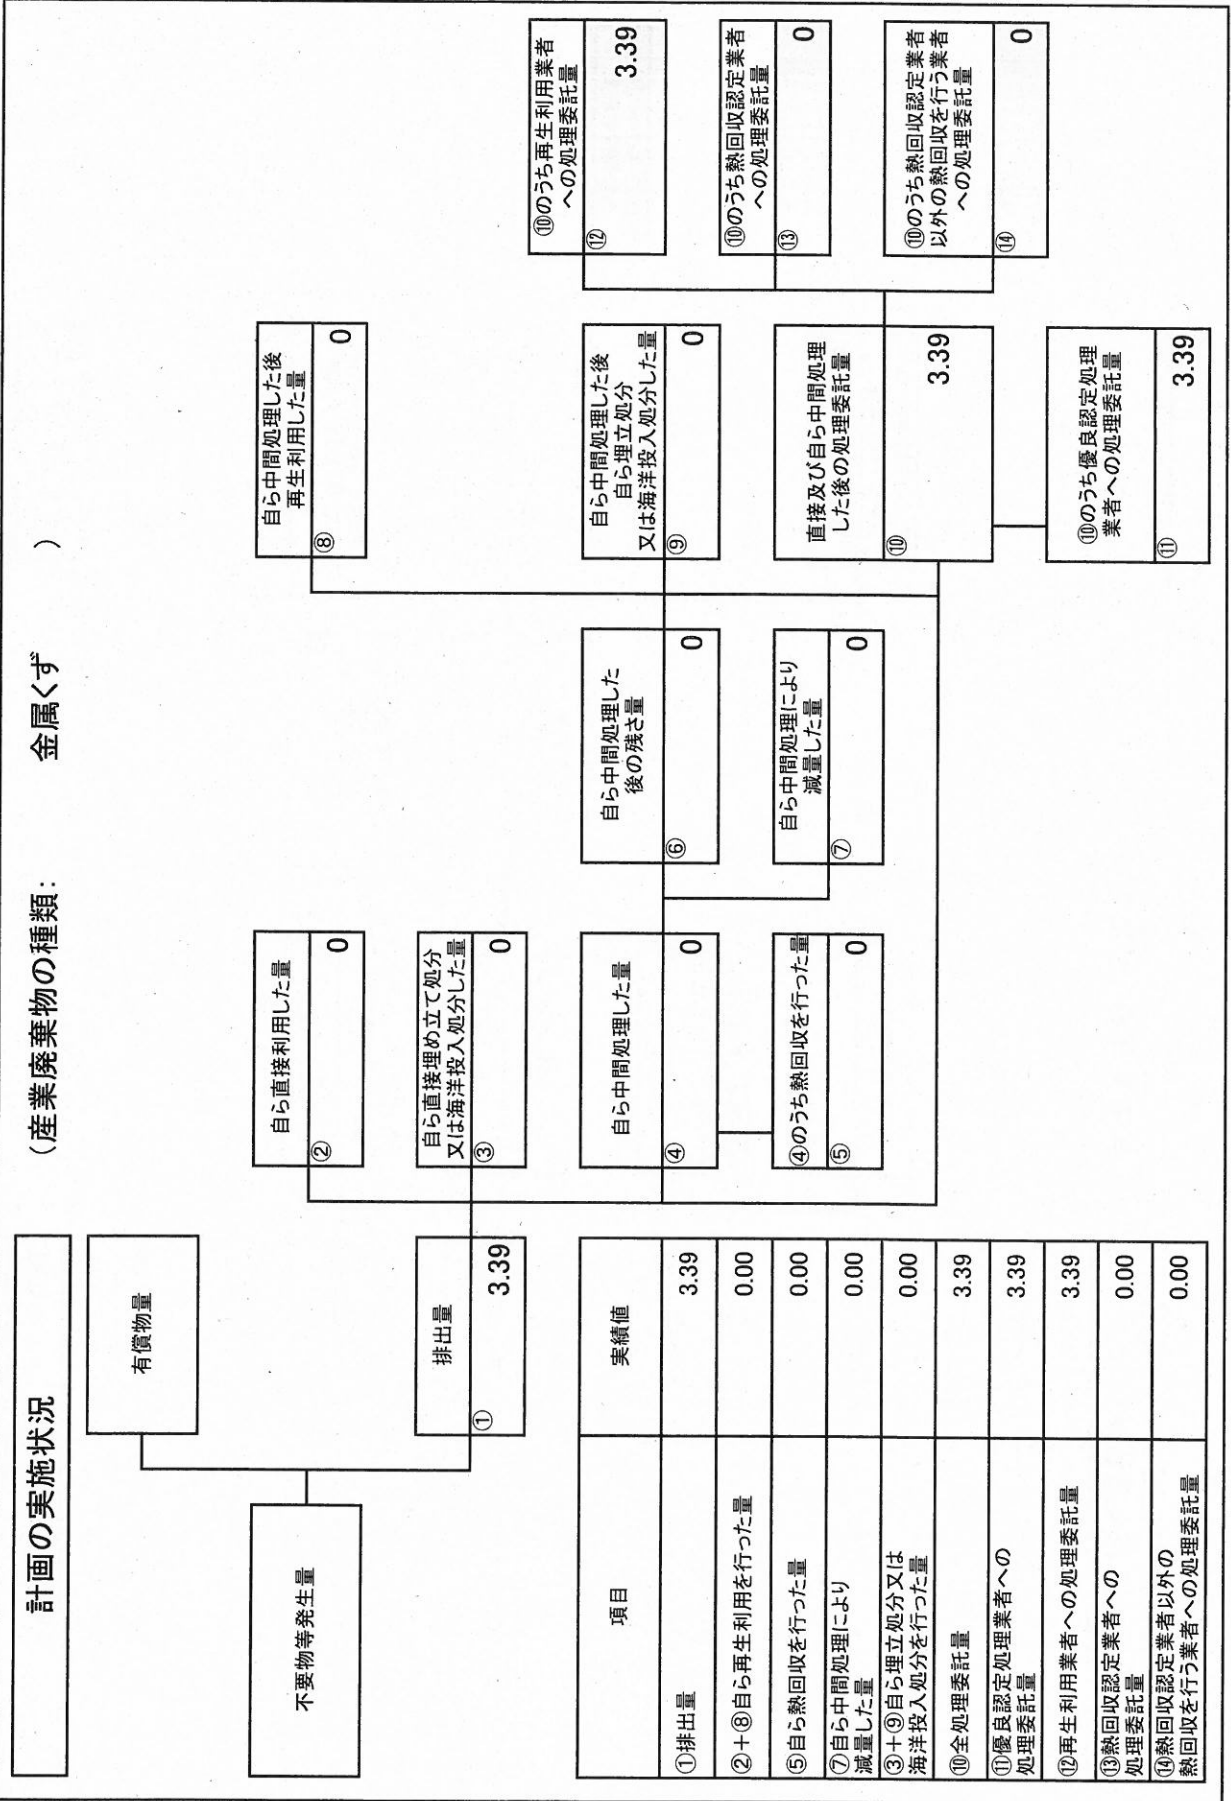 計画の実施状況
(産業廃棄物の種類: 金属くず )
不要物等発生量
有償物量
排出量
① 3.39
自ら直接利用した量
② 0
自ら直接埋め立て処分
又は海洋投入処分した量
③ 0
自ら中間処理した量
④ 0
④のうち熱回収を行った量
⑤ 0
自ら中間処理した
後の残さ量
⑥ 0
自ら中間処理により
減量した量
⑦ 0
自ら中間処理した後
再生利用した量
⑧ 0
自ら中間処理した後
自ら埋立処分
又は海洋投入処分した量
⑨ 0
直接及び自ら中間処理
した後の処理委託量
⑩ 3.39
⑩のうち優良認定処理
業者への処理委託量
⑪ 3.39
⑩のうち再生利用業者
への処理委託量
⑫ 3.39
⑩のうち熱回収認定業者
への処理委託量
⑬ 0
⑩のうち熱回収認定業者
以外の熱回収を行う業者
への処理委託量
⑭ 0
項目 実績値
①排出量 3.39
②+⑧自ら再生利用を行った量 0.00
⑤自ら熱回収を行った量 0.00
⑦自ら中間処理により
減量した量 0.00
③+⑨自ら埋立処分又は
海洋投入処分を行った量 0.00
⑩全処理委託量 3.39
⑪優良認定処理業者への
処理委託量 3.39
⑫再生利用業者への処理委託量 3.39
⑬熱回収認定業者への
処理委託量 0.00
⑭熱回収認定業者以外の
熱回収を行う業者への処理委託量 0.00